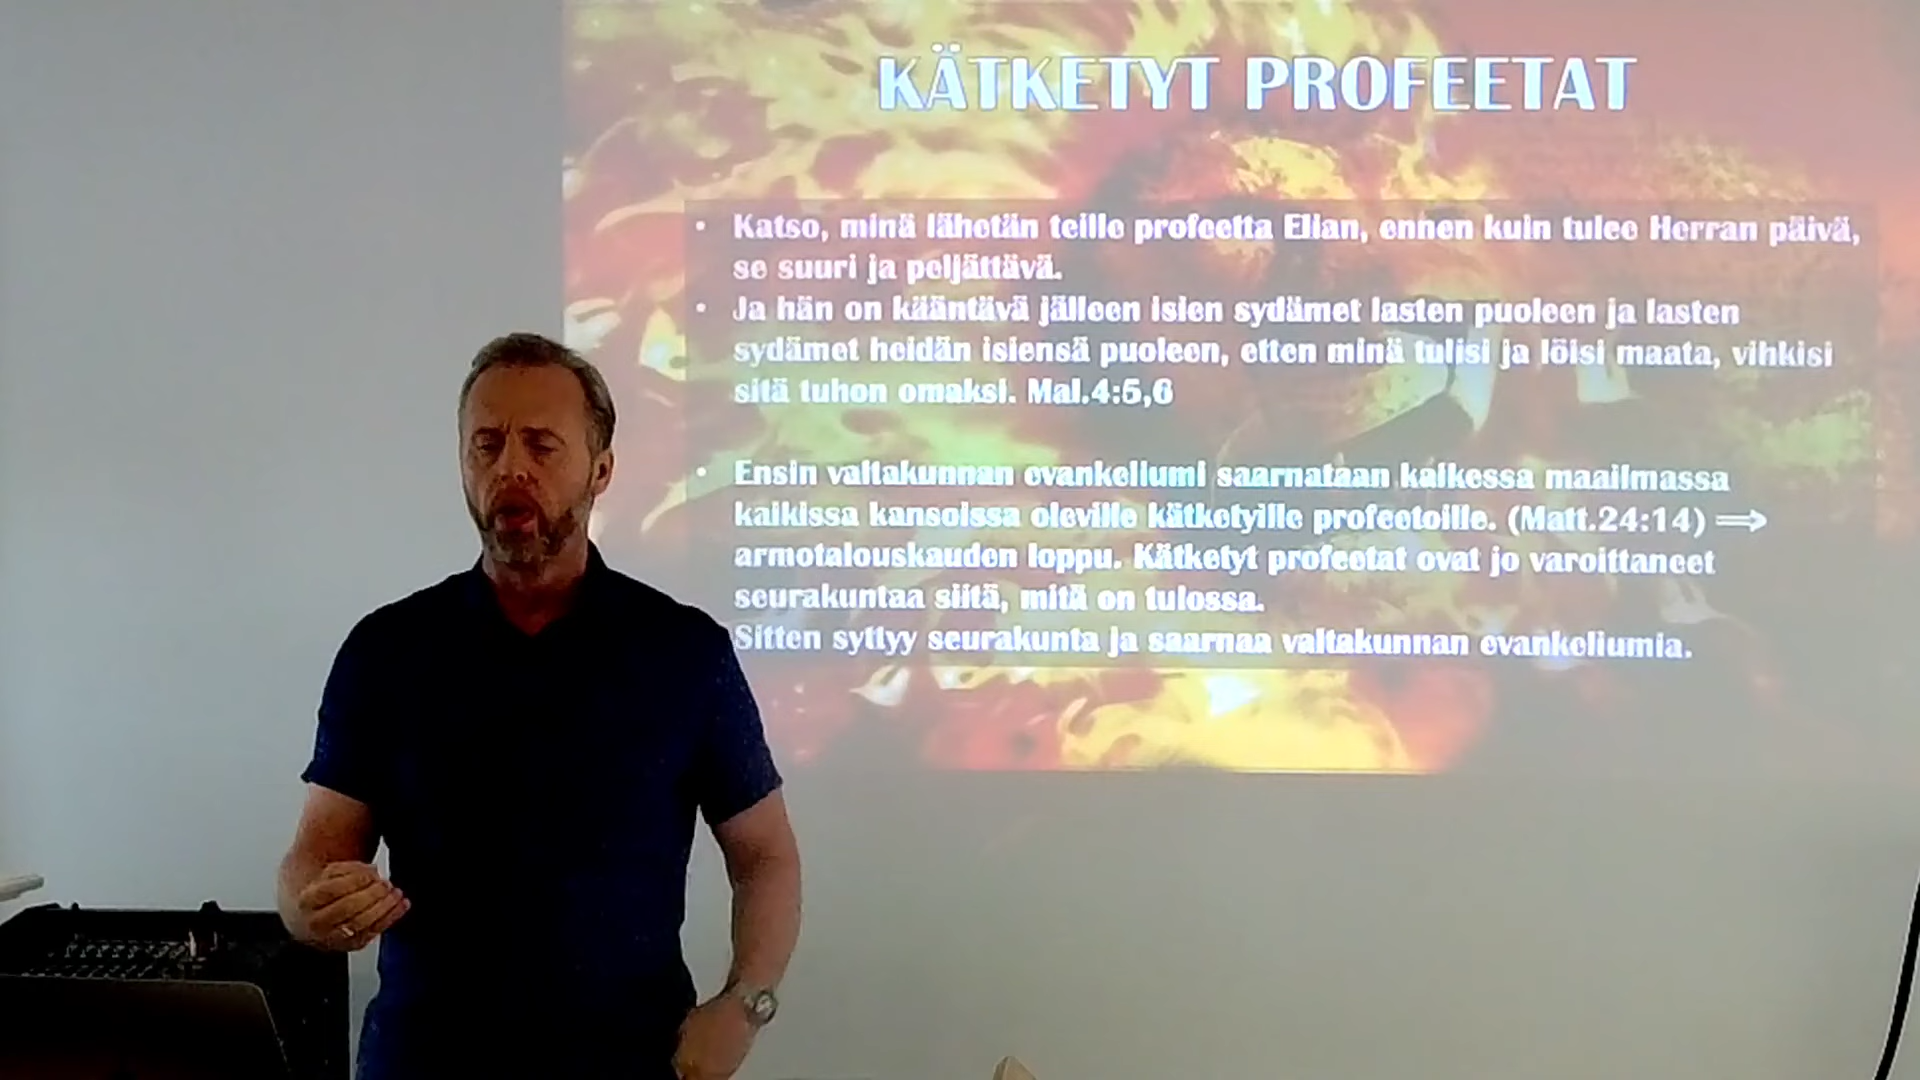 KÄTKETYT PROFEETAT
• Katso, minä lähetän teille profeetta Elian, ennen kuin tulee Herran päivä,
se suuri ja peljättävä.
• Ja hän on kääntävä jälleen isien sydämet lasten puoleen ja lasten
sydämet heidän isiensä puoleen, etten minä tulisi ja löisi maata, vihkisi
sitä tuhon omaksi. Mal.4:5,6
• Ensin valtakunnan evankeliumi saarnataan kaikessa maailmassa
kaikissa kansoissa oleville kätketyille profeetoille. (Matt.24:14) ⇒
armotalouskauden loppu. Kätketyt profeetat ovat jo varoittaneet
seurakuntaa siitä, mitä on tulossa.
Sitten syttyy seurakunta ja saarnaa valtakunnan evankeliumia.